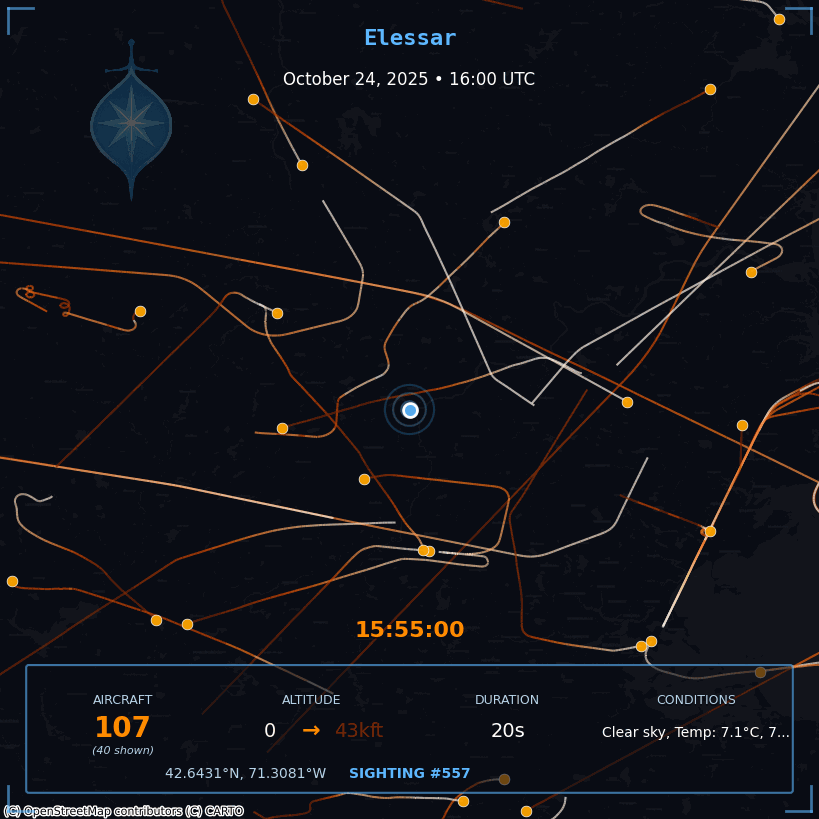 Elessar
October 24, 2025 • 16:00 UTC
15:55:00
AIRCRAFT ALTITUDE DURATION CONDITIONS
107 0 → 43kft 20s Clear sky, Temp: 7.1°C, 7...
(40 shown)
42.6431°N, 71.3081°W SIGHTING #557
(C) OpenStreetMap contributors (C) CARTO